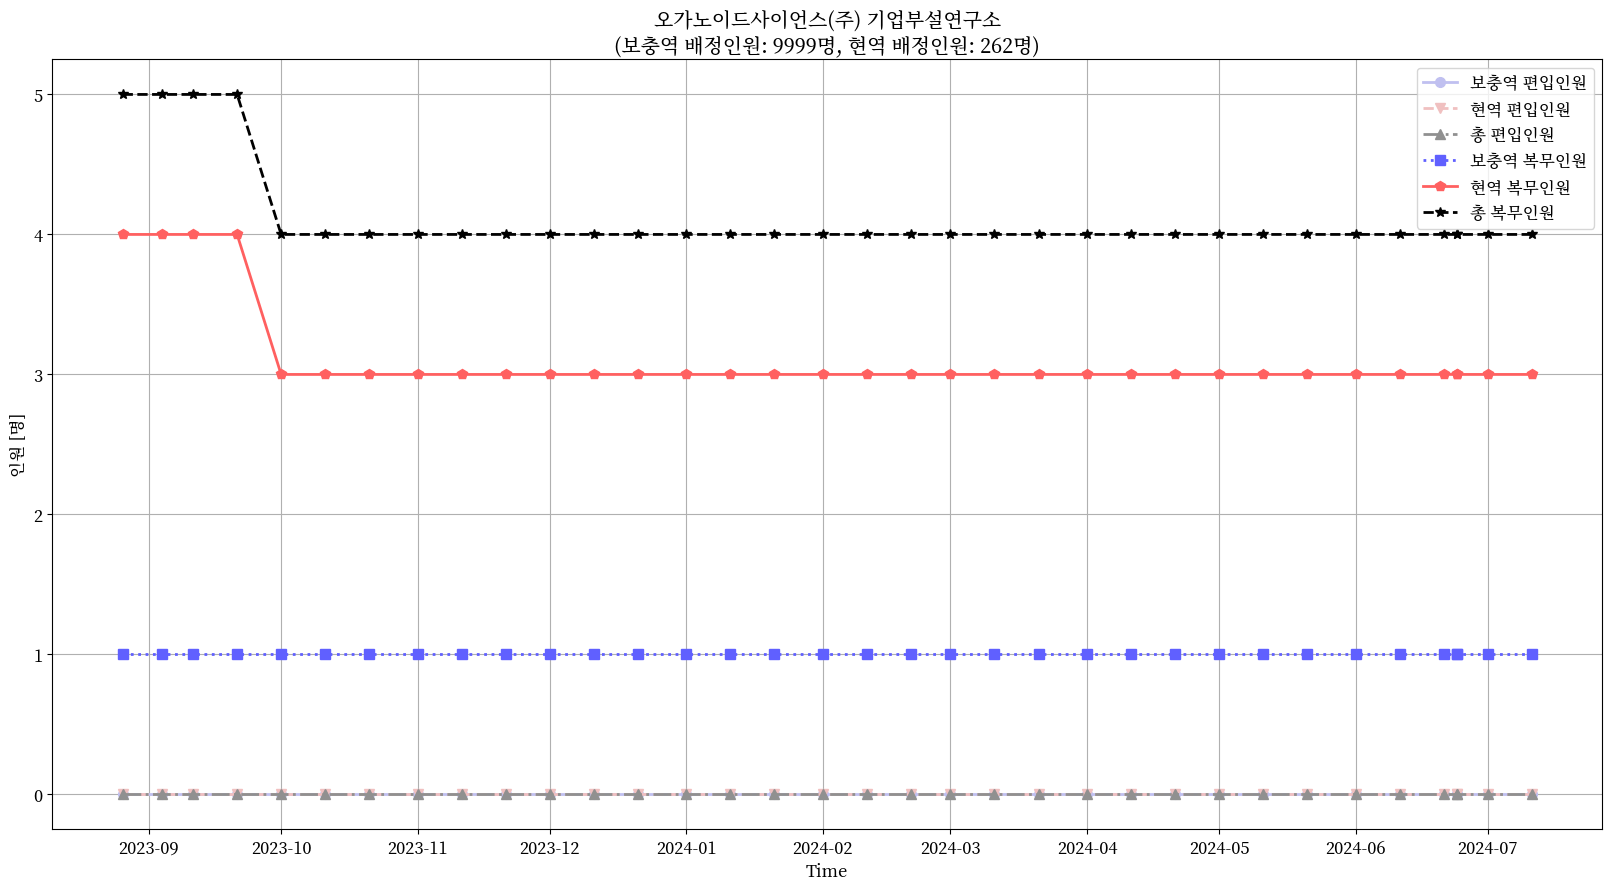 오가노이드사이언스(주) 기업부설연구소
(보충역 배정인원: 9999명, 현역 배정인원: 262명)
보충역 편입인원
현역 편입인원
총 편입인원
보충역 복무인원
현역 복무인원
총 복무인원
5
4
3
2
1
0
인원 [명]
2023-09
2023-10
2023-11
2023-12
2024-01
2024-02
2024-03
2024-04
2024-05
2024-06
2024-07
Time